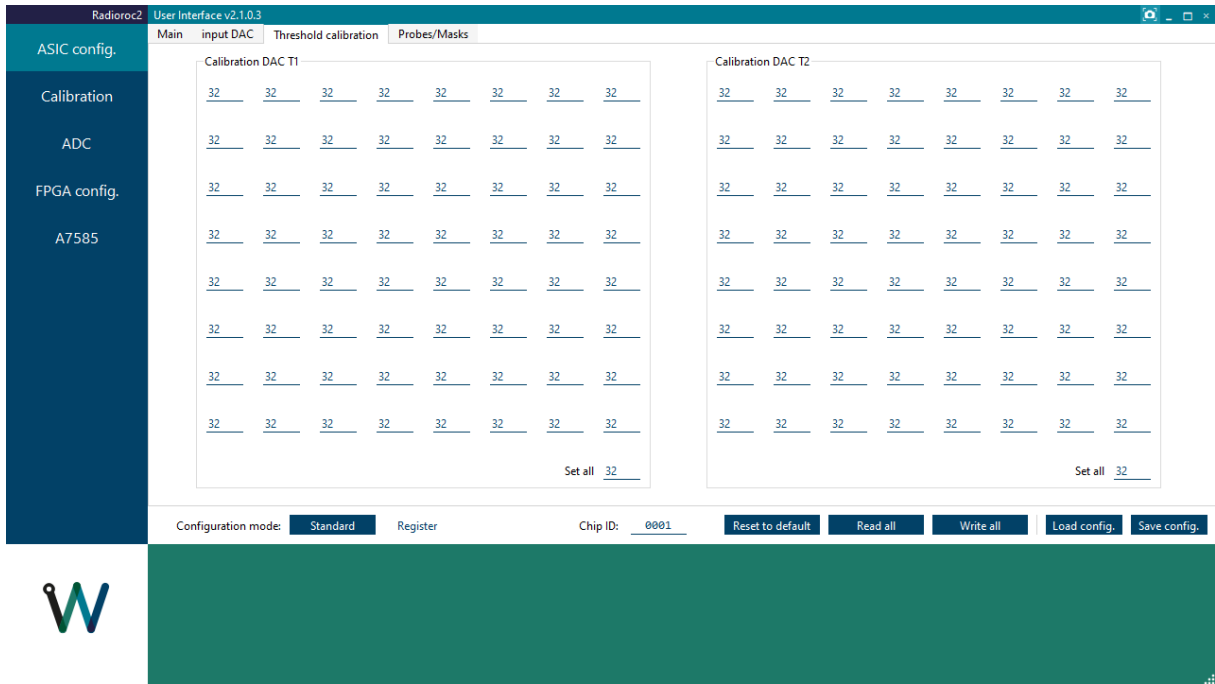 Radioroc2 User Interface v2.1.0.3
ASIC config.
Calibration
ADC
FPGA config.
A7585
Main input DAC Threshold calibration Probes/Masks
Calibration DAC T1
32 32 32 32 32 32 32 32
32 32 32 32 32 32 32 32
32 32 32 32 32 32 32 32
32 32 32 32 32 32 32 32
32 32 32 32 32 32 32 32
32 32 32 32 32 32 32 32
32 32 32 32 32 32 32 32
32 32 32 32 32 32 32 32
Set all 32
Calibration DAC T2
32 32 32 32 32 32 32 32
32 32 32 32 32 32 32 32
32 32 32 32 32 32 32 32
32 32 32 32 32 32 32 32
32 32 32 32 32 32 32 32
32 32 32 32 32 32 32 32
32 32 32 32 32 32 32 32
32 32 32 32 32 32 32 32
Set all 32
Configuration mode: Standard Register Chip ID: 0001 Reset to default Read all Write all Load config. Save config.